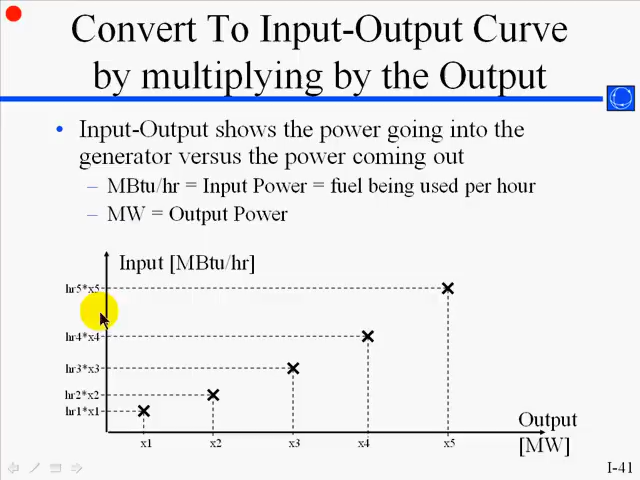 Convert To Input-Output Curve
by multiplying by the Output
• Input-Output shows the power going into the
generator versus the power coming out
– MBtu/hr = Input Power = fuel being used per hour
– MW = Output Power
Input [MBtu/hr]
hr5*x5
hr4*x4
hr3*x3
hr2*x2
hr1*x1
x1 x2 x3 x4 x5
Output
[MW]
I-41